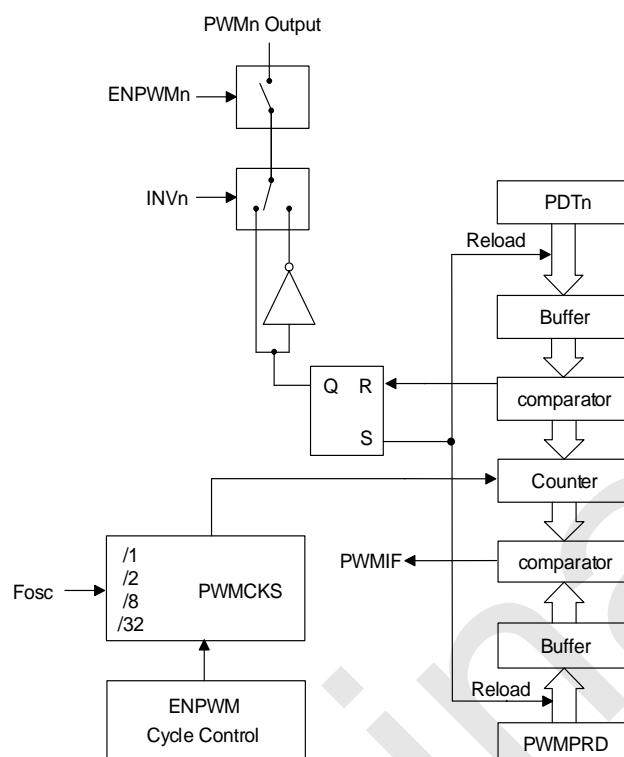 PWMn Output
ENPWMn
INVn
PDTn
Reload
Buffer
Q R
S
comparator
Counter
/1
/2
/8
/32
PWMCKS
Fosc
PWMIF
comparator
Buffer
Reload
ENPWM
Cycle Control
PWMPRD